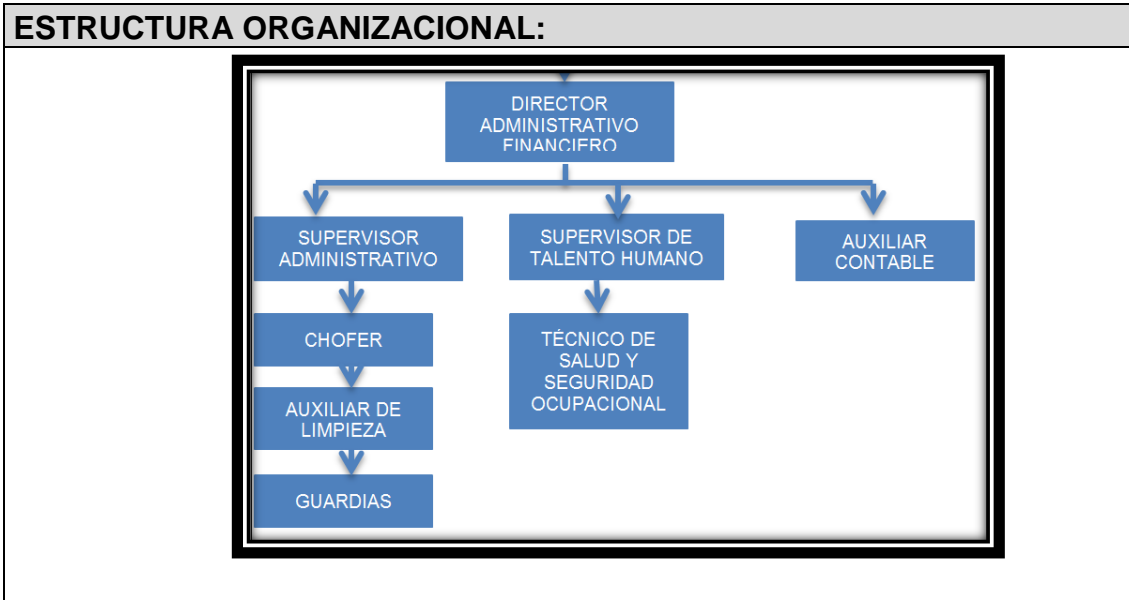 ESTRUCTURA ORGANIZACIONAL:
DIRECTOR
ADMINISTRATIVO
FINANCIERO
SUPERVISOR
ADMINISTRATIVO
SUPERVISOR DE
TALENTO HUMANO
AUXILIAR
CONTABLE
CHOFER
TÉCNICO DE
SALUD Y
SEGURIDAD
OCUPACIONAL
AUXILIAR DE
LIMPIEZA
GUARDIAS